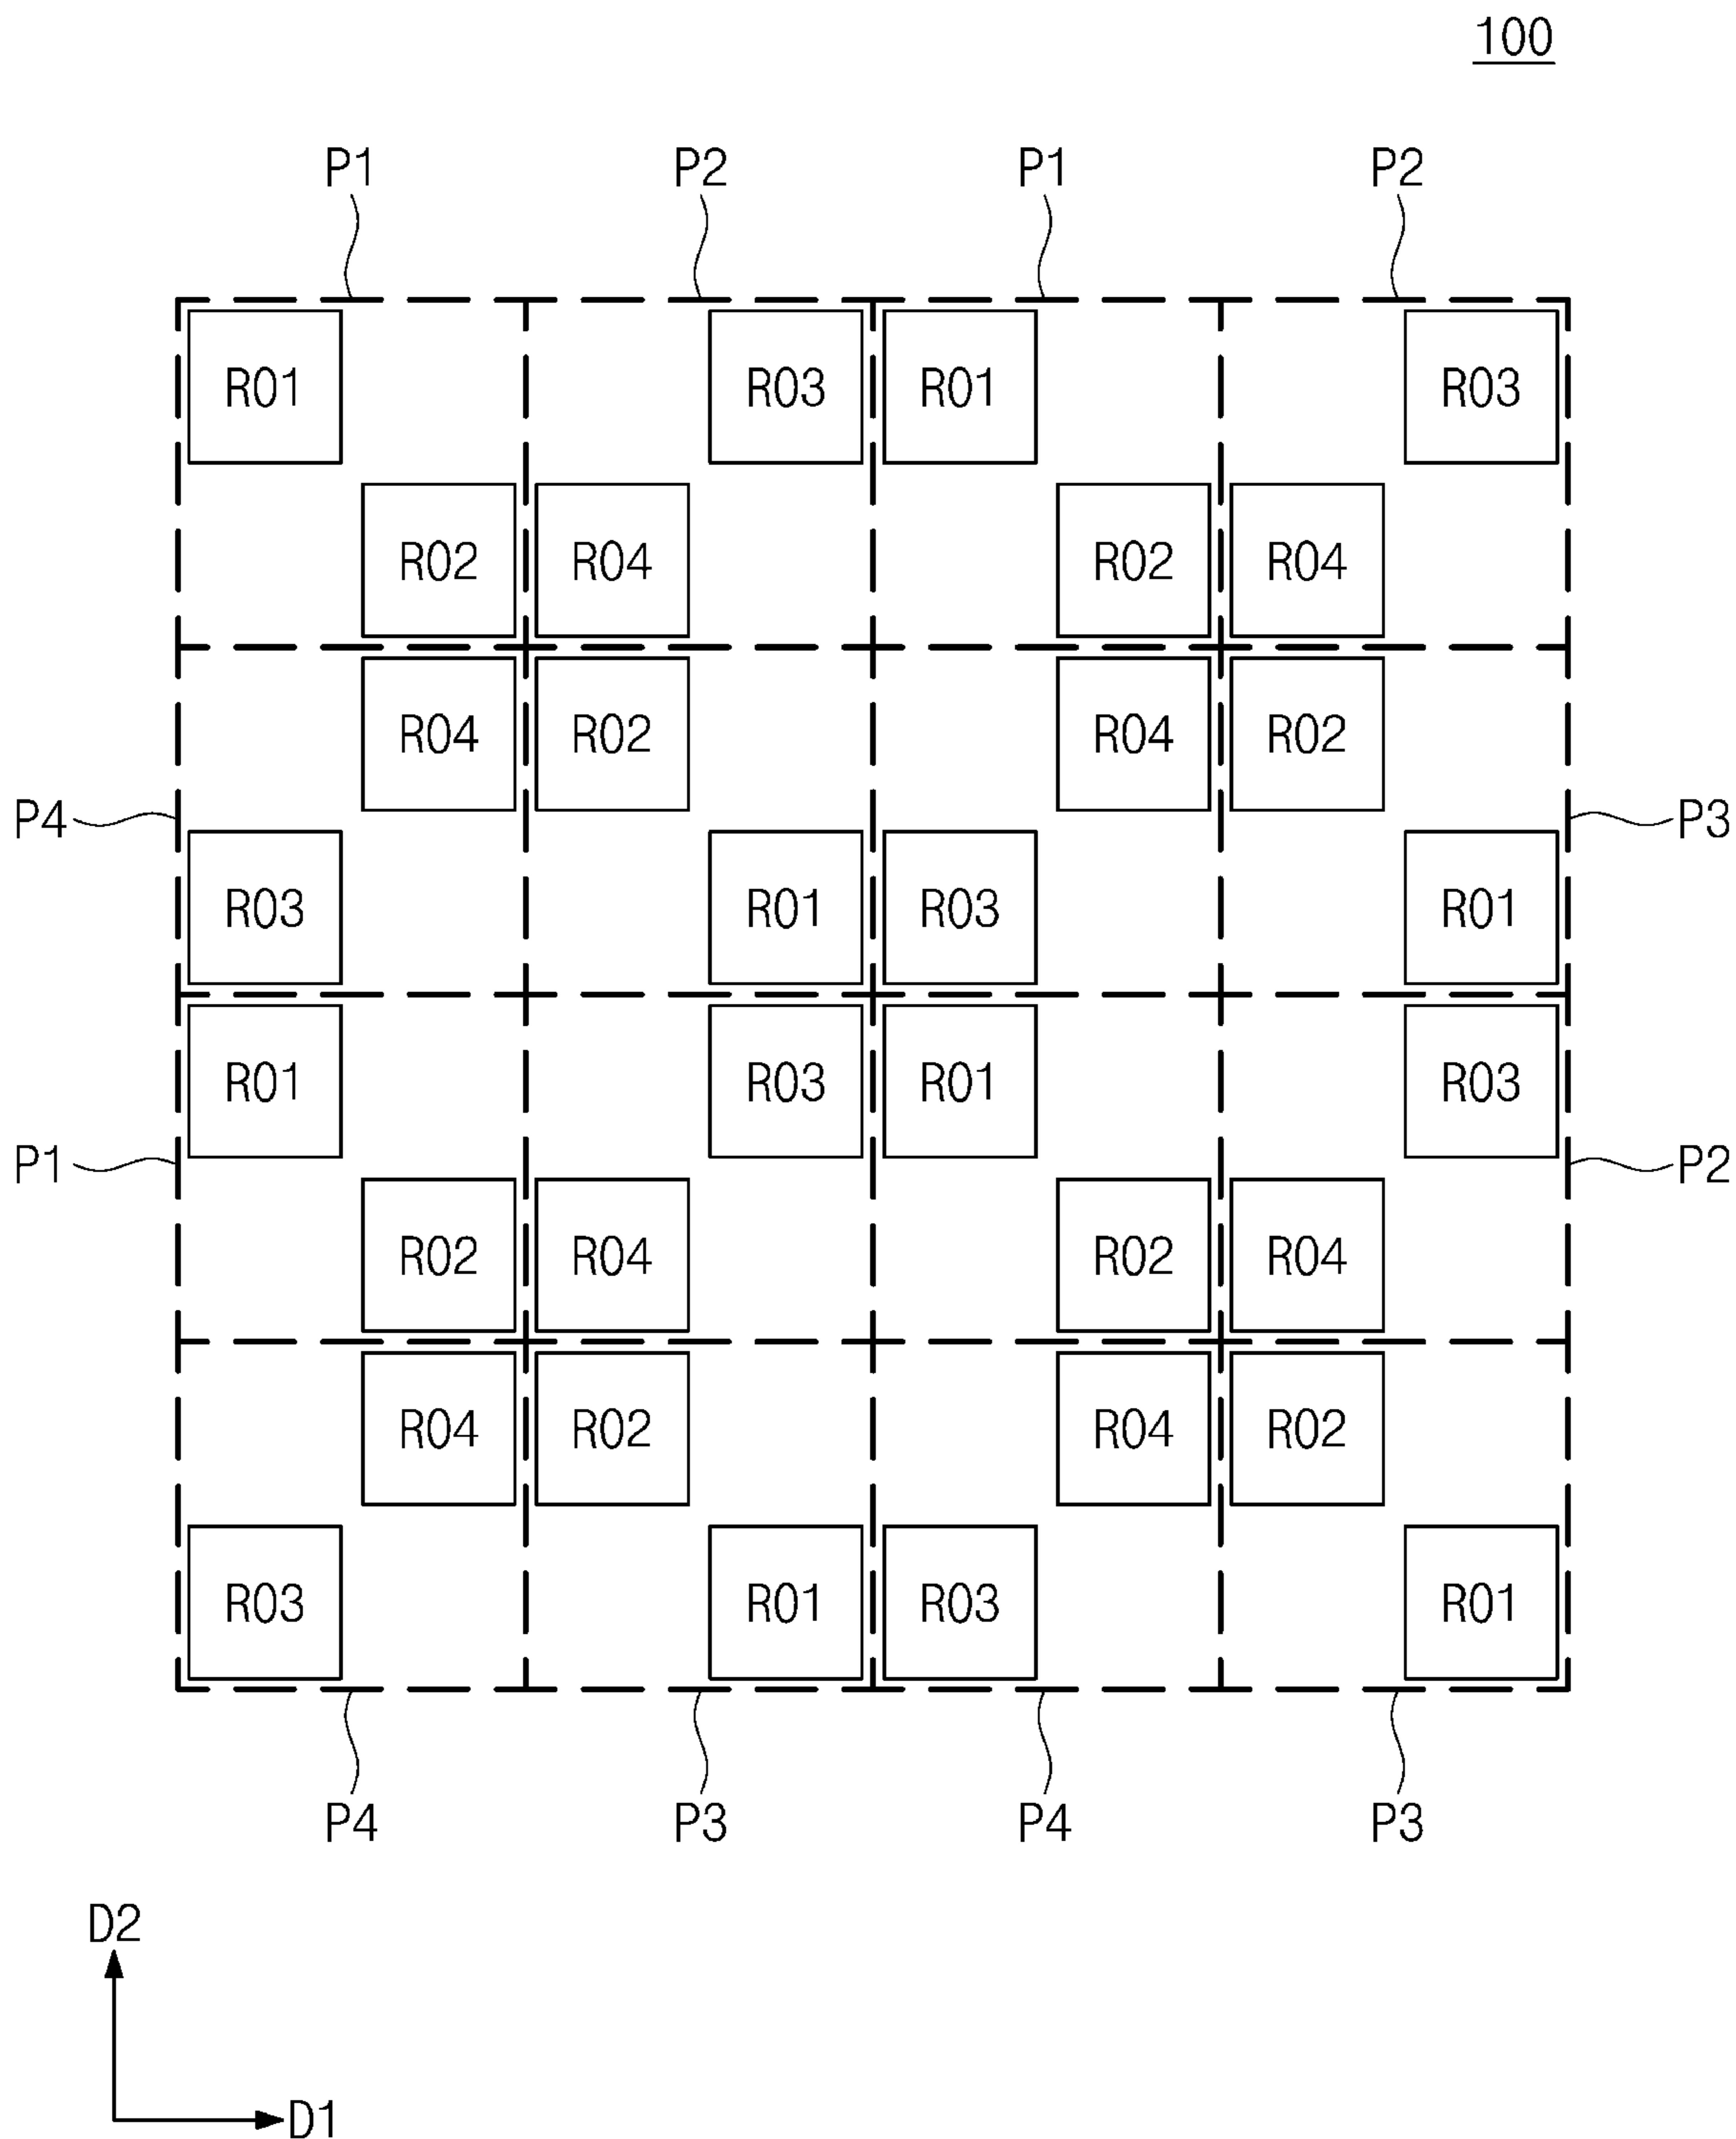 100
P1 P2 P1 P2
R01 R03 R01 R03
R02 R04 R02 R04
R04 R02 R04 R02
P4 P3
R03 R01 R03 R01
R01 R03 R01 R03
P1 P2
R02 R04 R02 R04
R04 R02 R04 R02
R03 R01 R03 R01
P4 P3 P4 P3
D2
D1